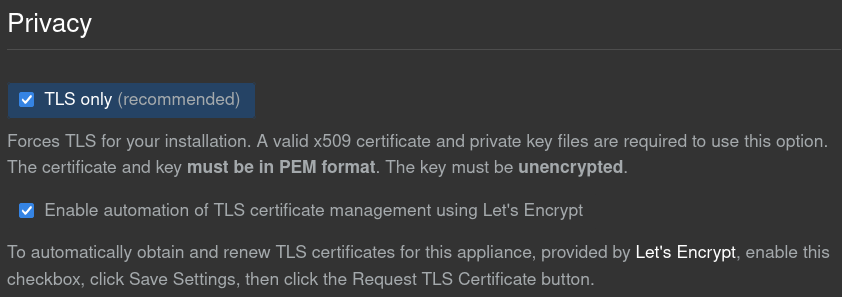 Privacy
TLS only (recommended)
Forces TLS for your installation. A valid x509 certificate and private key files are required to use this option.
The certificate and key must be in PEM format. The key must be unencrypted.
Enable automation of TLS certificate management using Let's Encrypt
To automatically obtain and renew TLS certificates for this appliance, provided by Let's Encrypt, enable this
checkbox, click Save Settings, then click the Request TLS Certificate button.